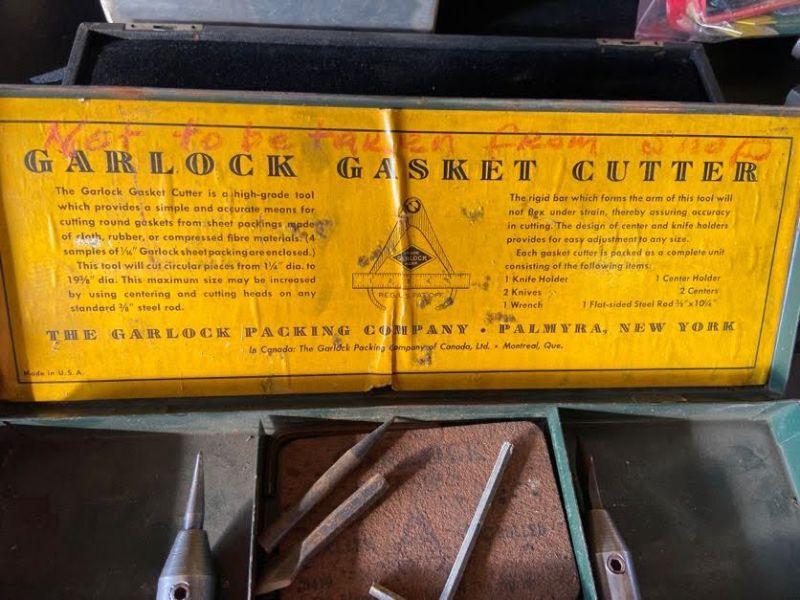 Not to be taken from shop
GARLOCK GASKET CUTTER
The Garlock Gasket Cutter is a high-grade tool
which provides a simple and accurate means for
cutting round gaskets from sheet packings made
of cloth, rubber, or compressed fibre materials. (4
samples of 1/16" Garlock sheet packing are enclosed.)
This tool will cut circular pieces from 1¼" dia. to
19⅜" dia. This maximum size may be increased
by using centering and cutting heads on any
standard ⅜" steel rod.
GARLOCK
REG. U.S. PAT. OFF.
The rigid bar which forms the arm of this tool will
not flex under strain, thereby assuring accuracy
in cutting. The design of center and knife holders
provides for easy adjustment to any size.
Each gasket cutter is packed as a complete unit
consisting of the following items:
1 Knife Holder 1 Center Holder
2 Knives 2 Centers
1 Wrench 1 Flat-sided Steel Rod ⅜" x 10¼"
THE GARLOCK PACKING COMPANY • PALMYRA, NEW YORK
In Canada: The Garlock Packing Company of Canada, Ltd. • Montreal, Que.
Made in U.S.A.